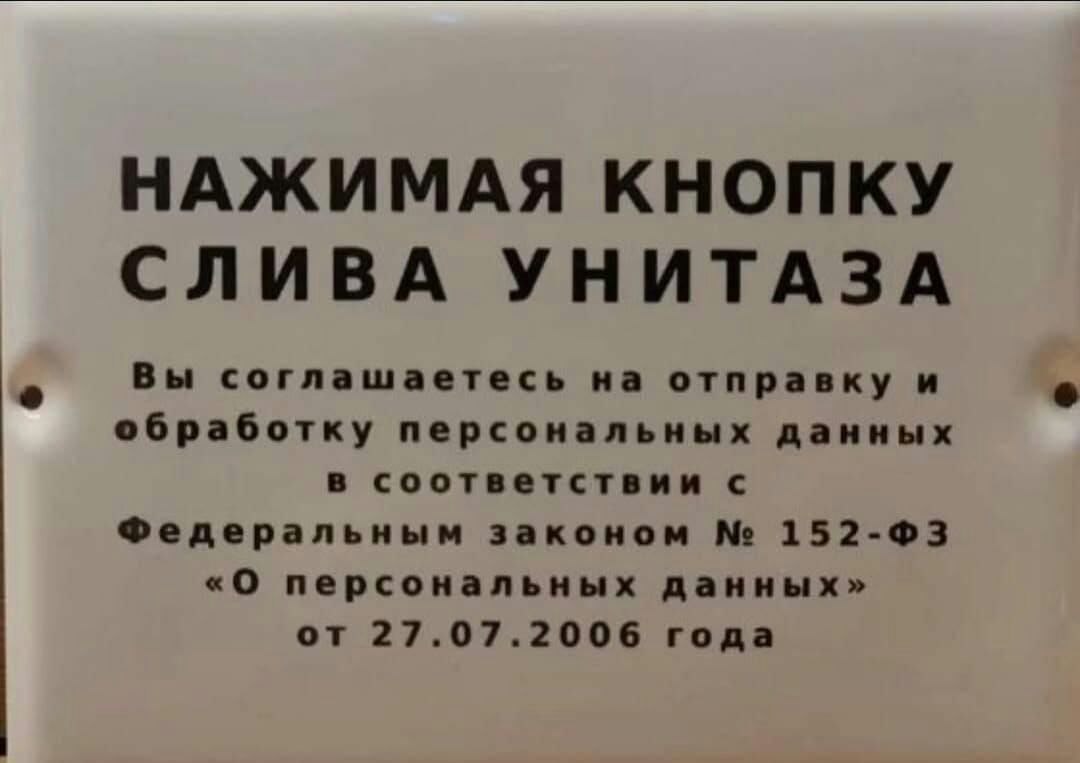 НАЖИМАЯ КНОПКУ
СЛИВА УНИТАЗА
Вы соглашаетесь на отправку и
обработку персональных данных
в соответствии с
Федеральным законом № 152-ФЗ
«О персональных данных»
от 27.07.2006 года